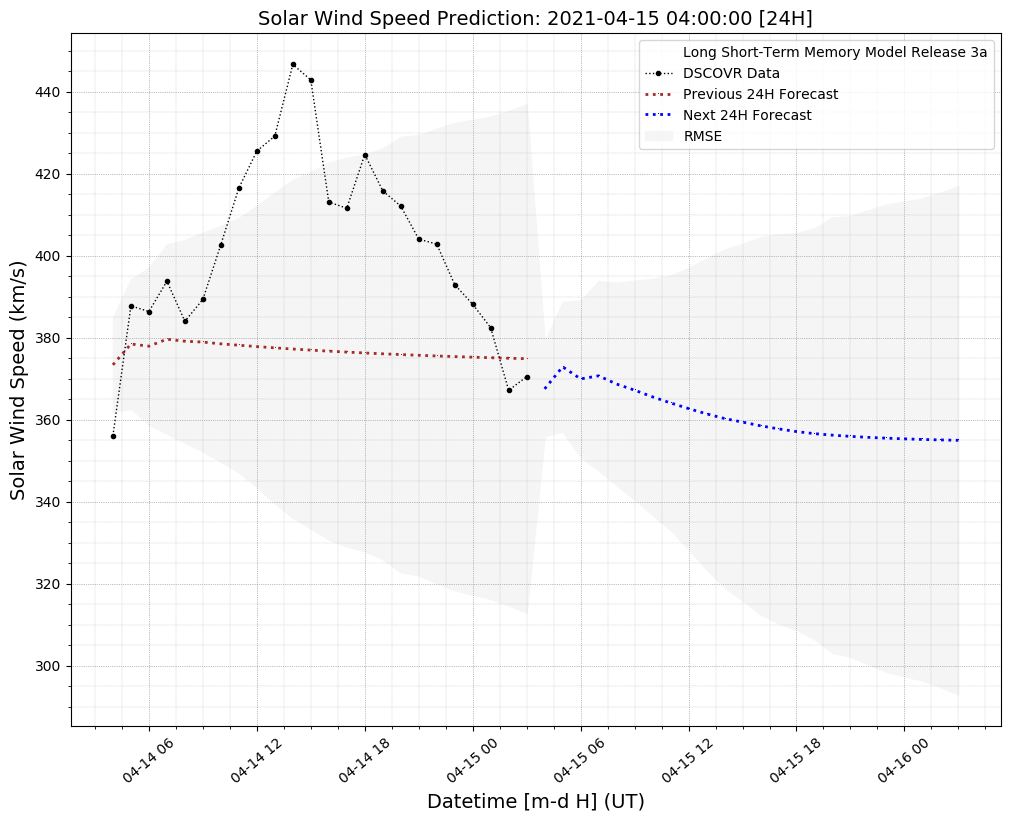 Solar Wind Speed Prediction: 2021-04-15 04:00:00 [24H]
Long Short-Term Memory Model Release 3a
DSCOVR Data
Previous 24H Forecast
Next 24H Forecast
RMSE
Solar Wind Speed (km/s)
440
420
400
380
360
340
320
300
04-14 06
04-14 12
04-14 18
04-15 00
04-15 06
04-15 12
04-15 18
04-16 00
Datetime [m-d H] (UT)